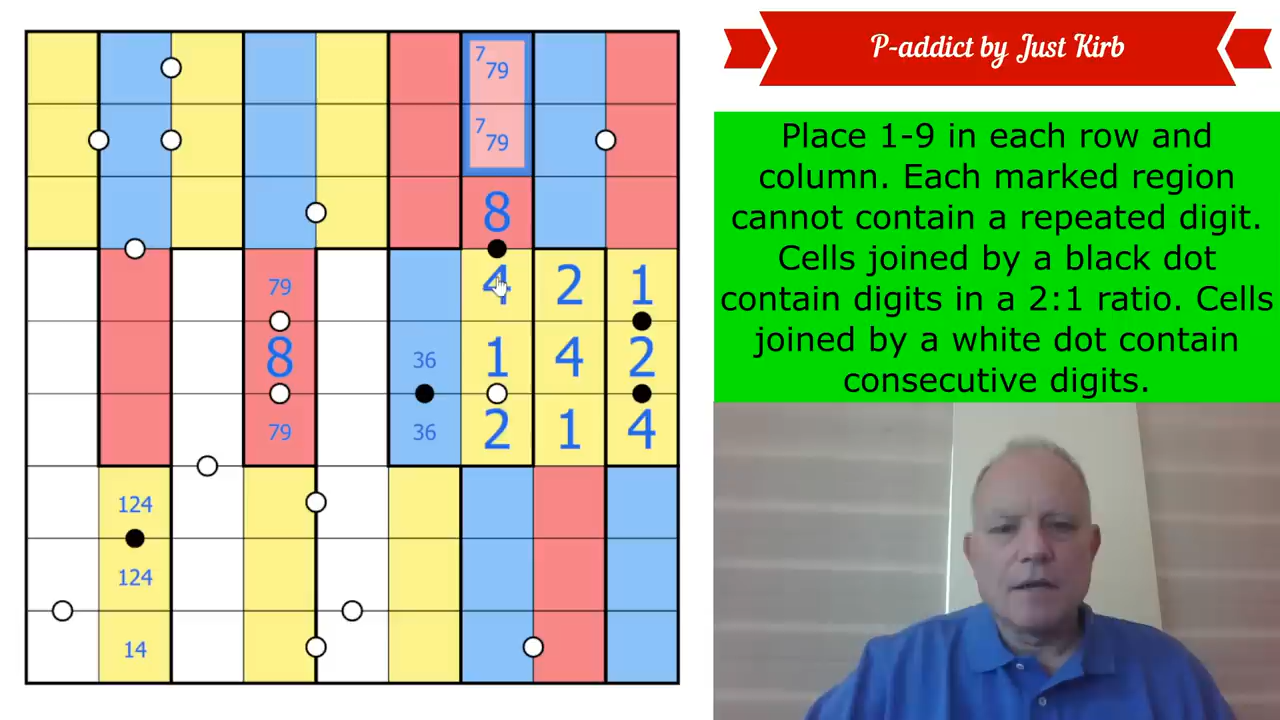 P-addict by Just Kirb
Place 1-9 in each row and
column. Each marked region
cannot contain a repeated digit.
Cells joined by a black dot
contain digits in a 2:1 ratio. Cells
joined by a white dot contain
consecutive digits.
7
79
7
79
8
79 4 2 1
8 36 1 4 2
79 36 2 1 4
124
124
14